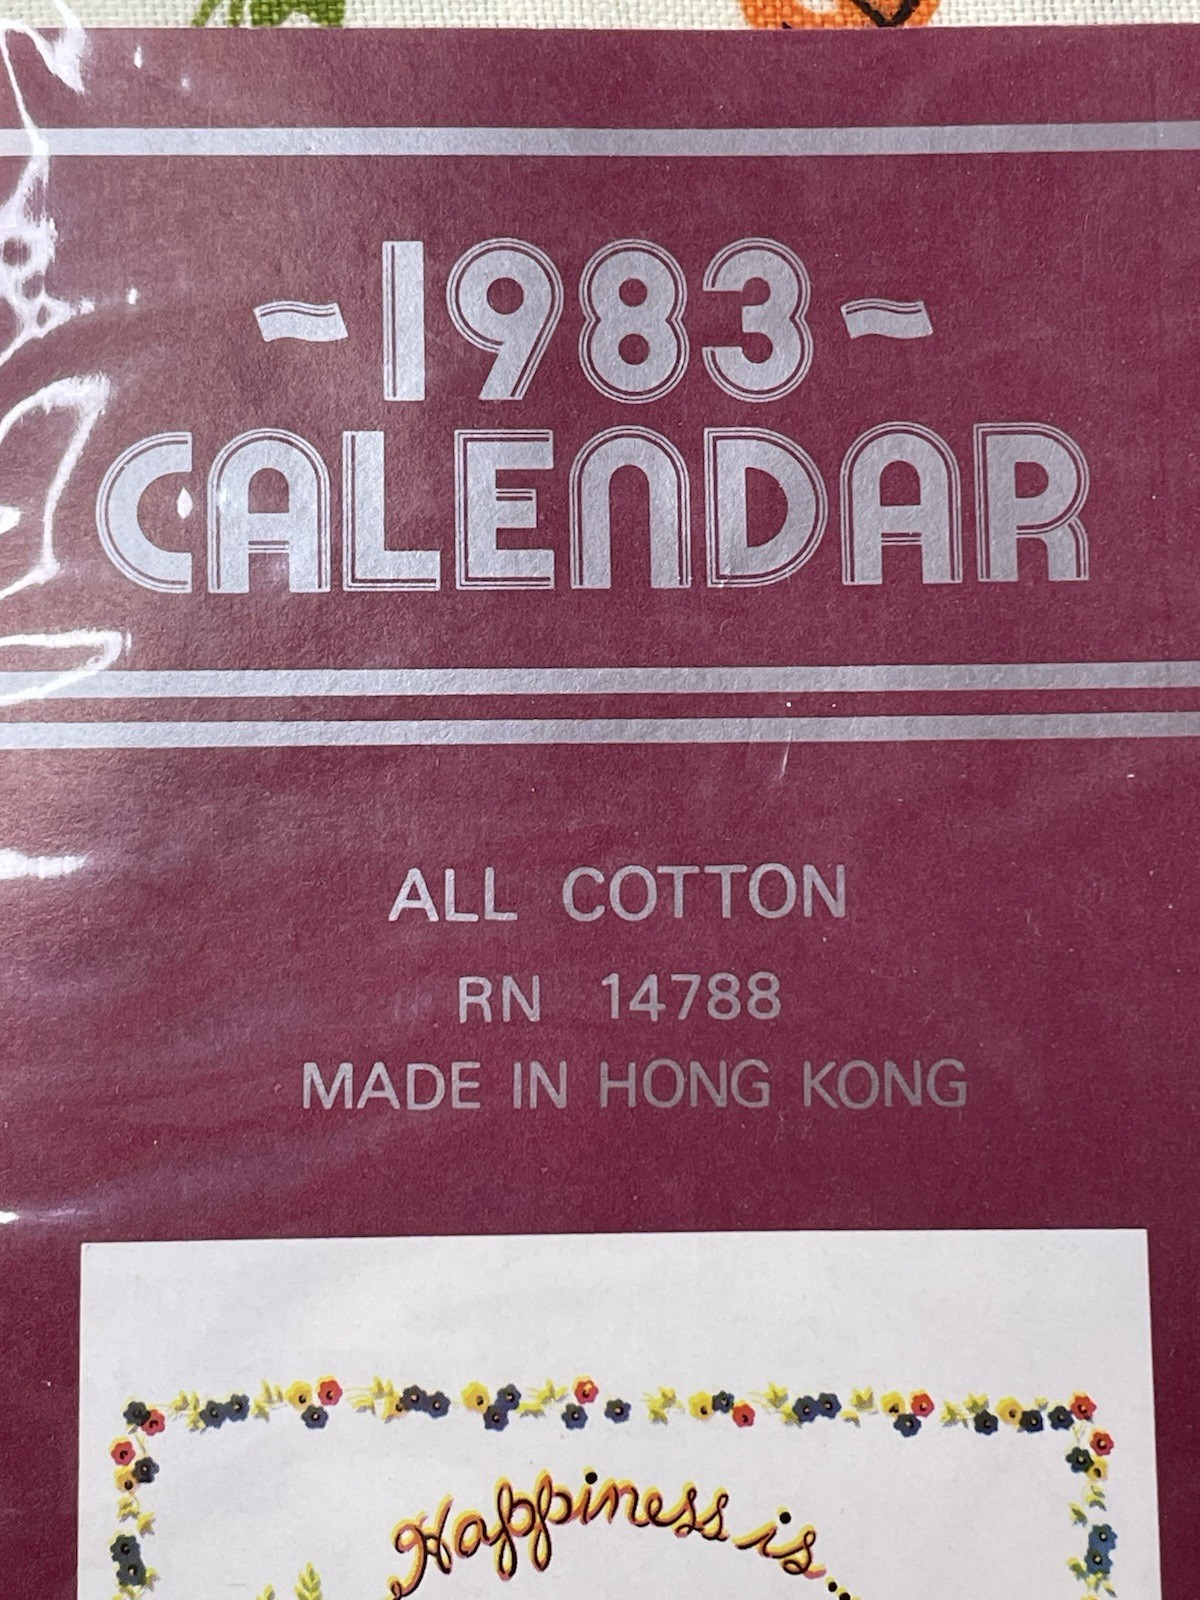 ~1983~
CALENDAR
ALL COTTON
RN 14788
MADE IN HONG KONG
Happiness is...